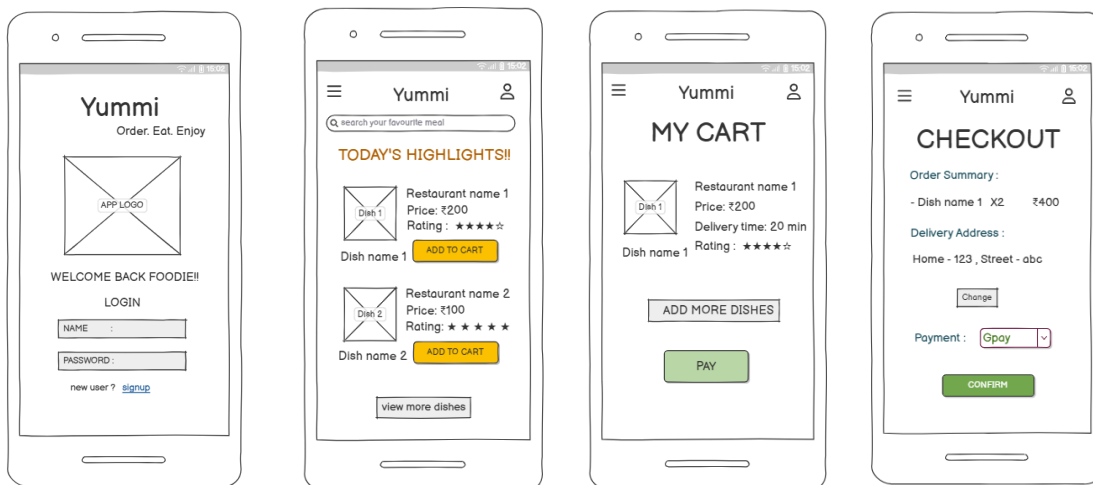 15:02
Yummi
Order. Eat. Enjoy
APP LOGO
WELCOME BACK FOODIE!!
LOGIN
NAME :
PASSWORD :
new user ? signup
15:02
Yummi
search your favourite meal
TODAY'S HIGHLIGHTS!!
Dish 1
Restaurant name 1
Price: ₹200
Rating : ★★★★☆
Dish name 1
ADD TO CART
Dish 2
Restaurant name 2
Price: ₹100
Rating: ★ ★ ★ ★ ★
Dish name 2
ADD TO CART
view more dishes
15:02
Yummi
MY CART
Dish 1
Restaurant name 1
Price: ₹200
Delivery time: 20 min
Rating : ★★★★☆
Dish name 1
ADD MORE DISHES
PAY
15:02
Yummi
CHECKOUT
Order Summary :
- Dish name 1 X2 ₹400
Delivery Address :
Home - 123 , Street - abc
Change
Payment : Gpay
CONFIRM